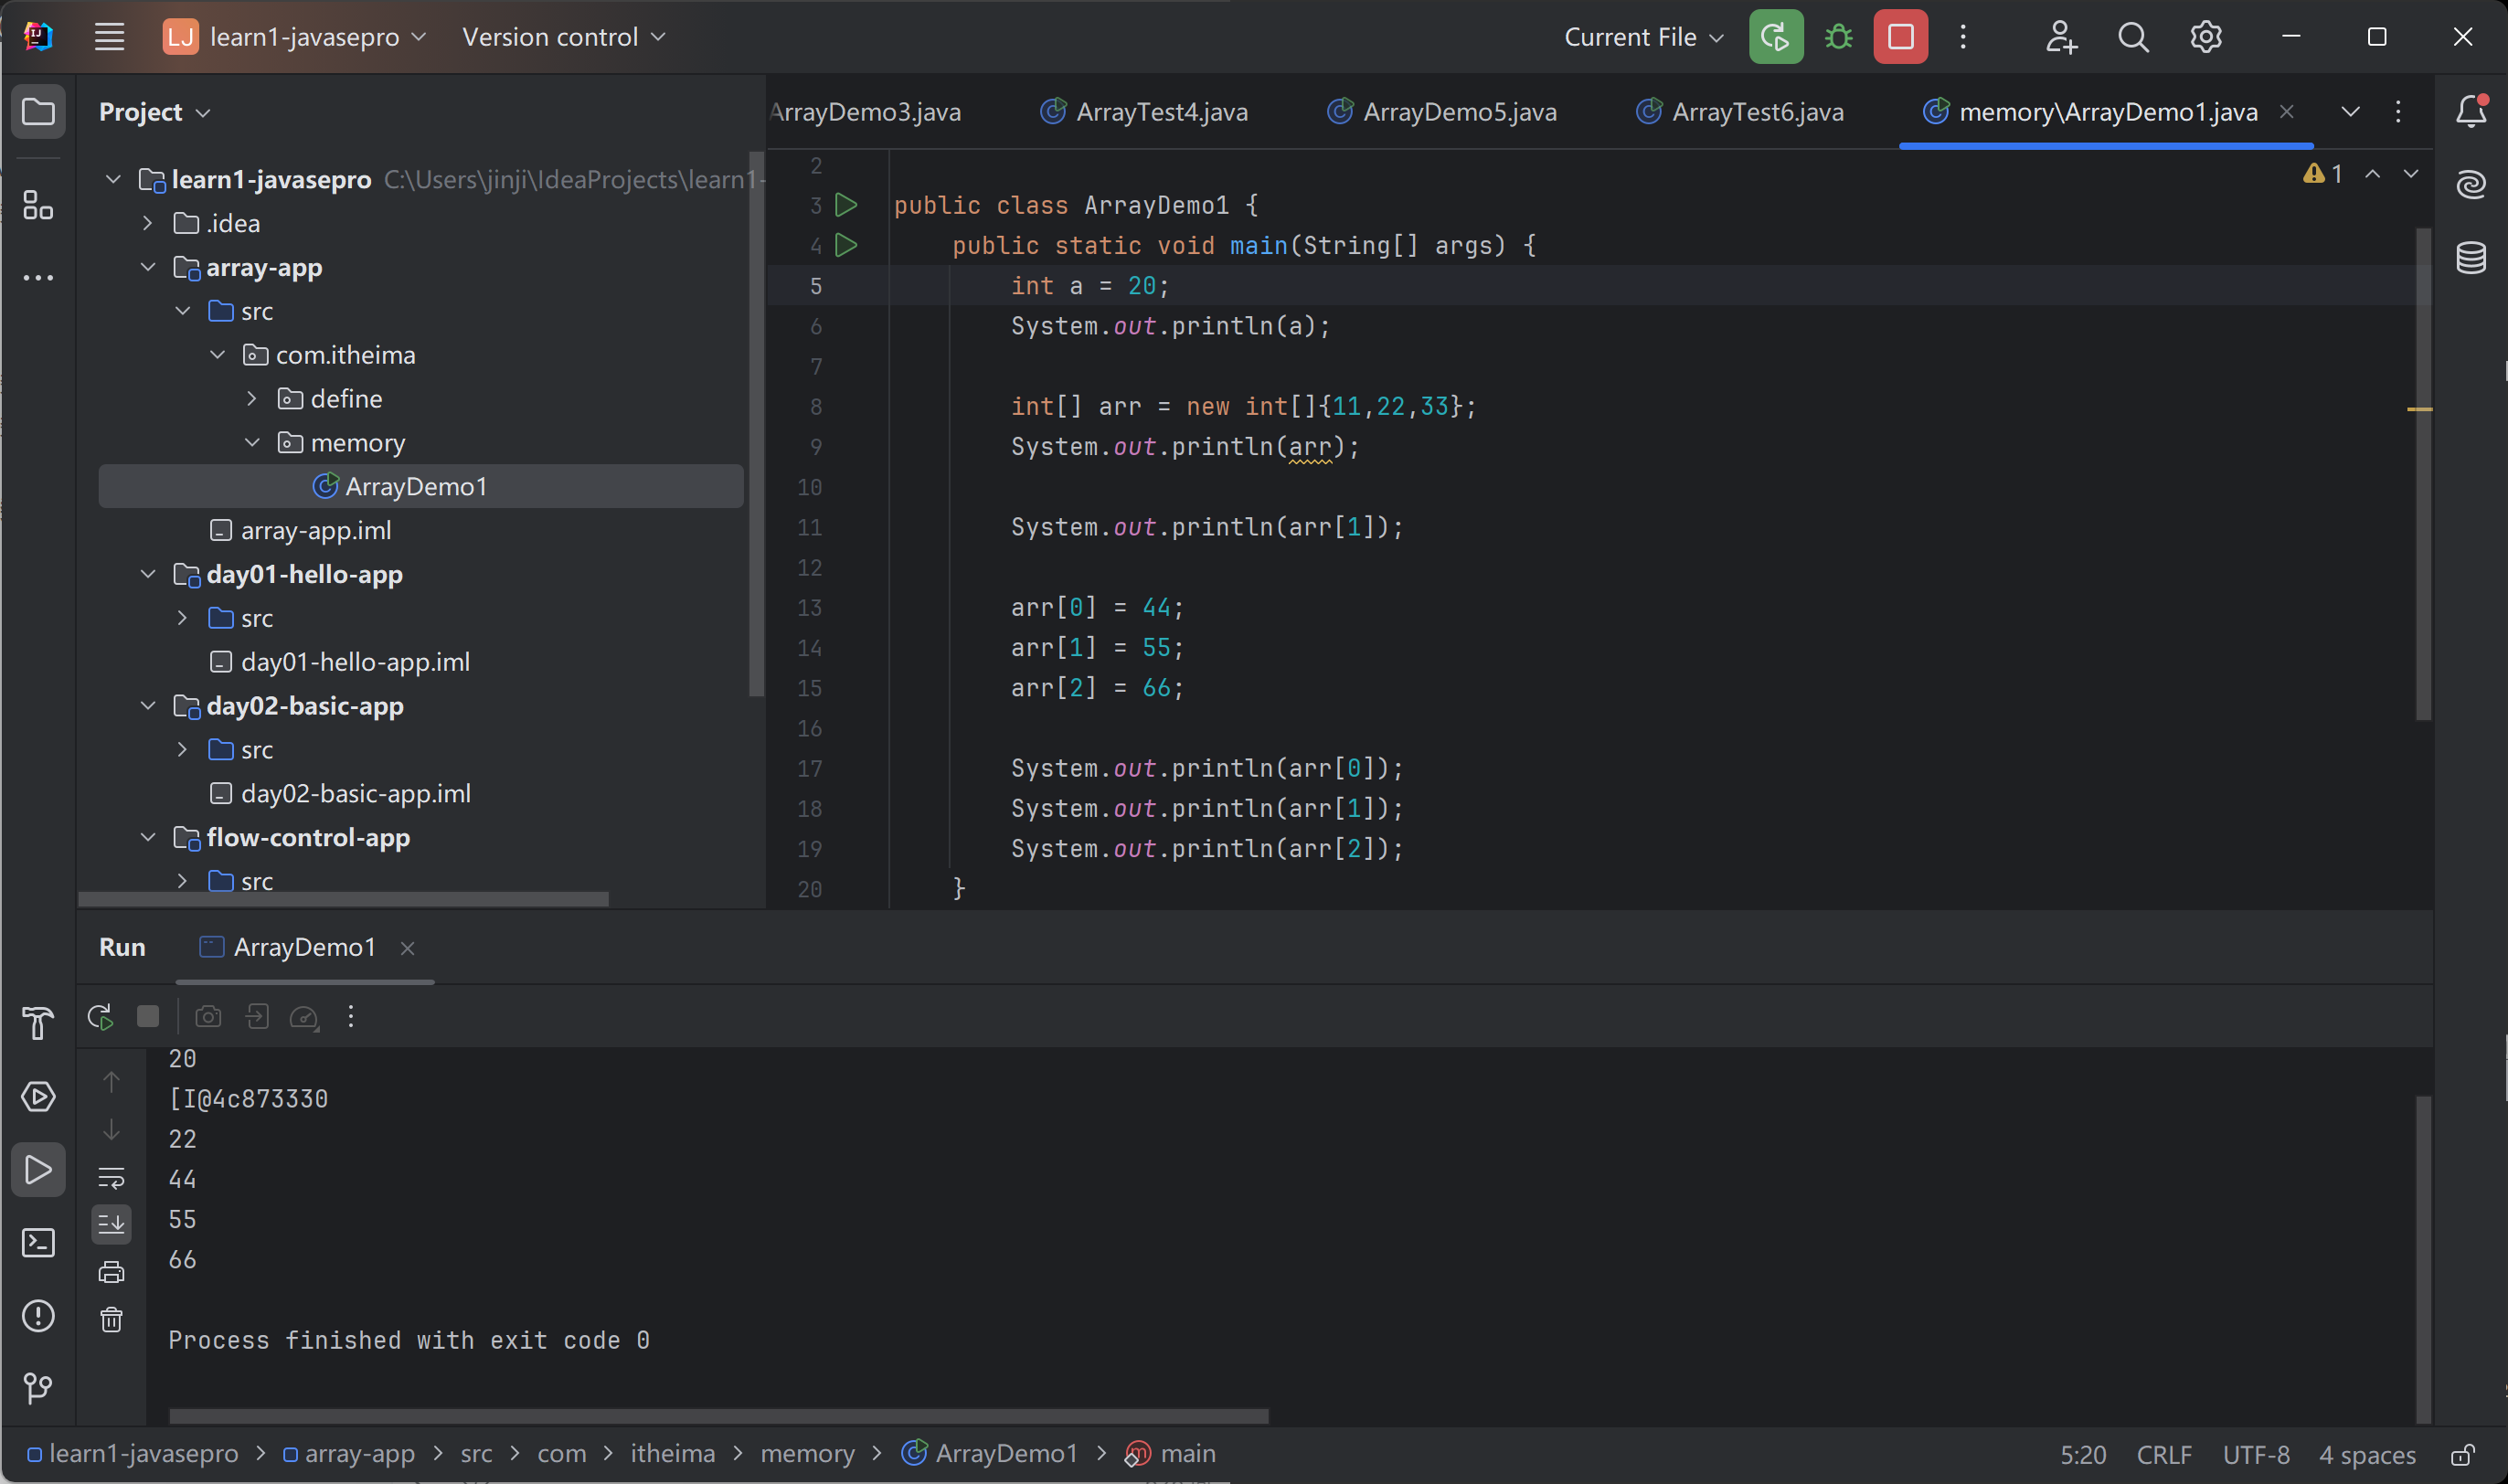 LJ learn1-javasepro Version control Current File
Project
ArrayDemo3.java ArrayTest4.java ArrayDemo5.java ArrayTest6.java memory\ArrayDemo1.java
learn1-javasepro C:\Users\jinji\IdeaProjects\learn1-
.idea
array-app
src
com.itheima
define
memory
ArrayDemo1
array-app.iml
day01-hello-app
src
day01-hello-app.iml
day02-basic-app
src
day02-basic-app.iml
flow-control-app
src
1
2
3 public class ArrayDemo1 {
4 public static void main(String[] args) {
5 int a = 20;
6 System.out.println(a);
7
8 int[] arr = new int[]{11,22,33};
9 System.out.println(arr);
10
11 System.out.println(arr[1]);
12
13 arr[0] = 44;
14 arr[1] = 55;
15 arr[2] = 66;
16
17 System.out.println(arr[0]);
18 System.out.println(arr[1]);
19 System.out.println(arr[2]);
20 }
Run ArrayDemo1
20
[I@4c873330
22
44
55
66
Process finished with exit code 0
learn1-javasepro > array-app > src > com > itheima > memory > ArrayDemo1 > main 5:20 CRLF UTF-8 4 spaces